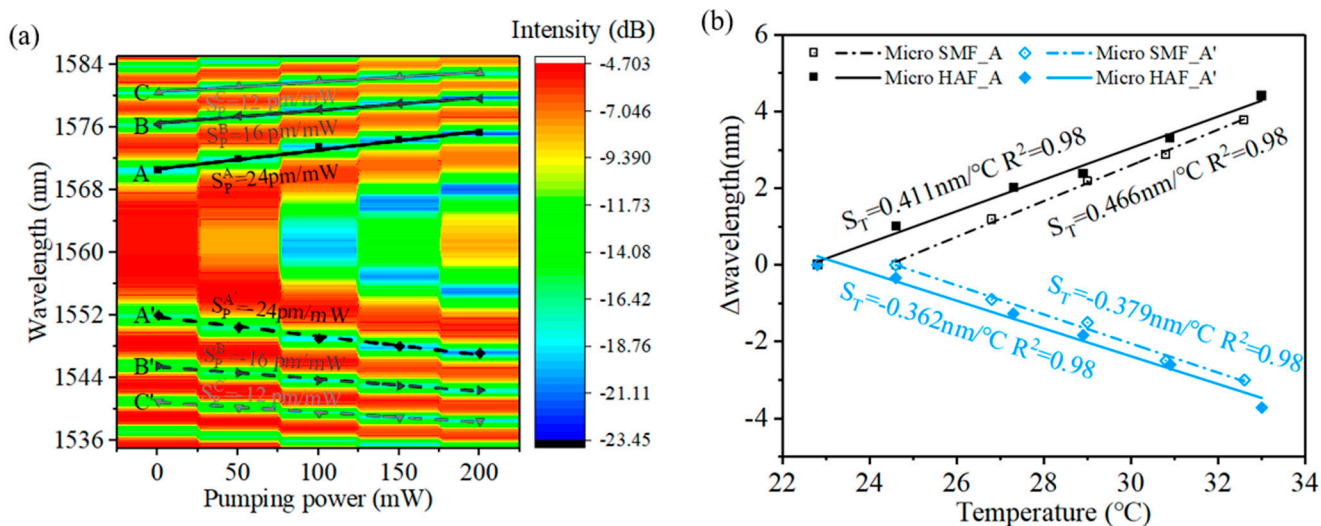 (a)
Intensity (dB)
1584
1576
1568
1560
1552
1544
1536
Wavelength (nm)
C
S_P^C=12 pm/mW
B
S_P^B=16 pm/mW
A
S_P^A=24pm/mW
A'
S_P^A'=-24pm/mW
B'
S_P^B'=-16 pm/mW
C'
S_P^C'=-12 pm/mW
0 50 100 150 200
Pumping power (mW)
-4.703
-7.046
-9.390
-11.73
-14.08
-16.42
-18.76
-21.11
-23.45
(b)
Micro SMF_A Micro SMF_A'
Micro HAF_A Micro HAF_A'
6
4
2
0
-2
-4
Δwavelength(nm)
S_T=0.411nm/°C R²=0.98
S_T=0.466nm/°C R²=0.98
S_T=-0.379nm/°C R²=0.98
S_T=-0.362nm/°C R²=0.98
22 24 26 28 30 32 34
Temperature (°C)